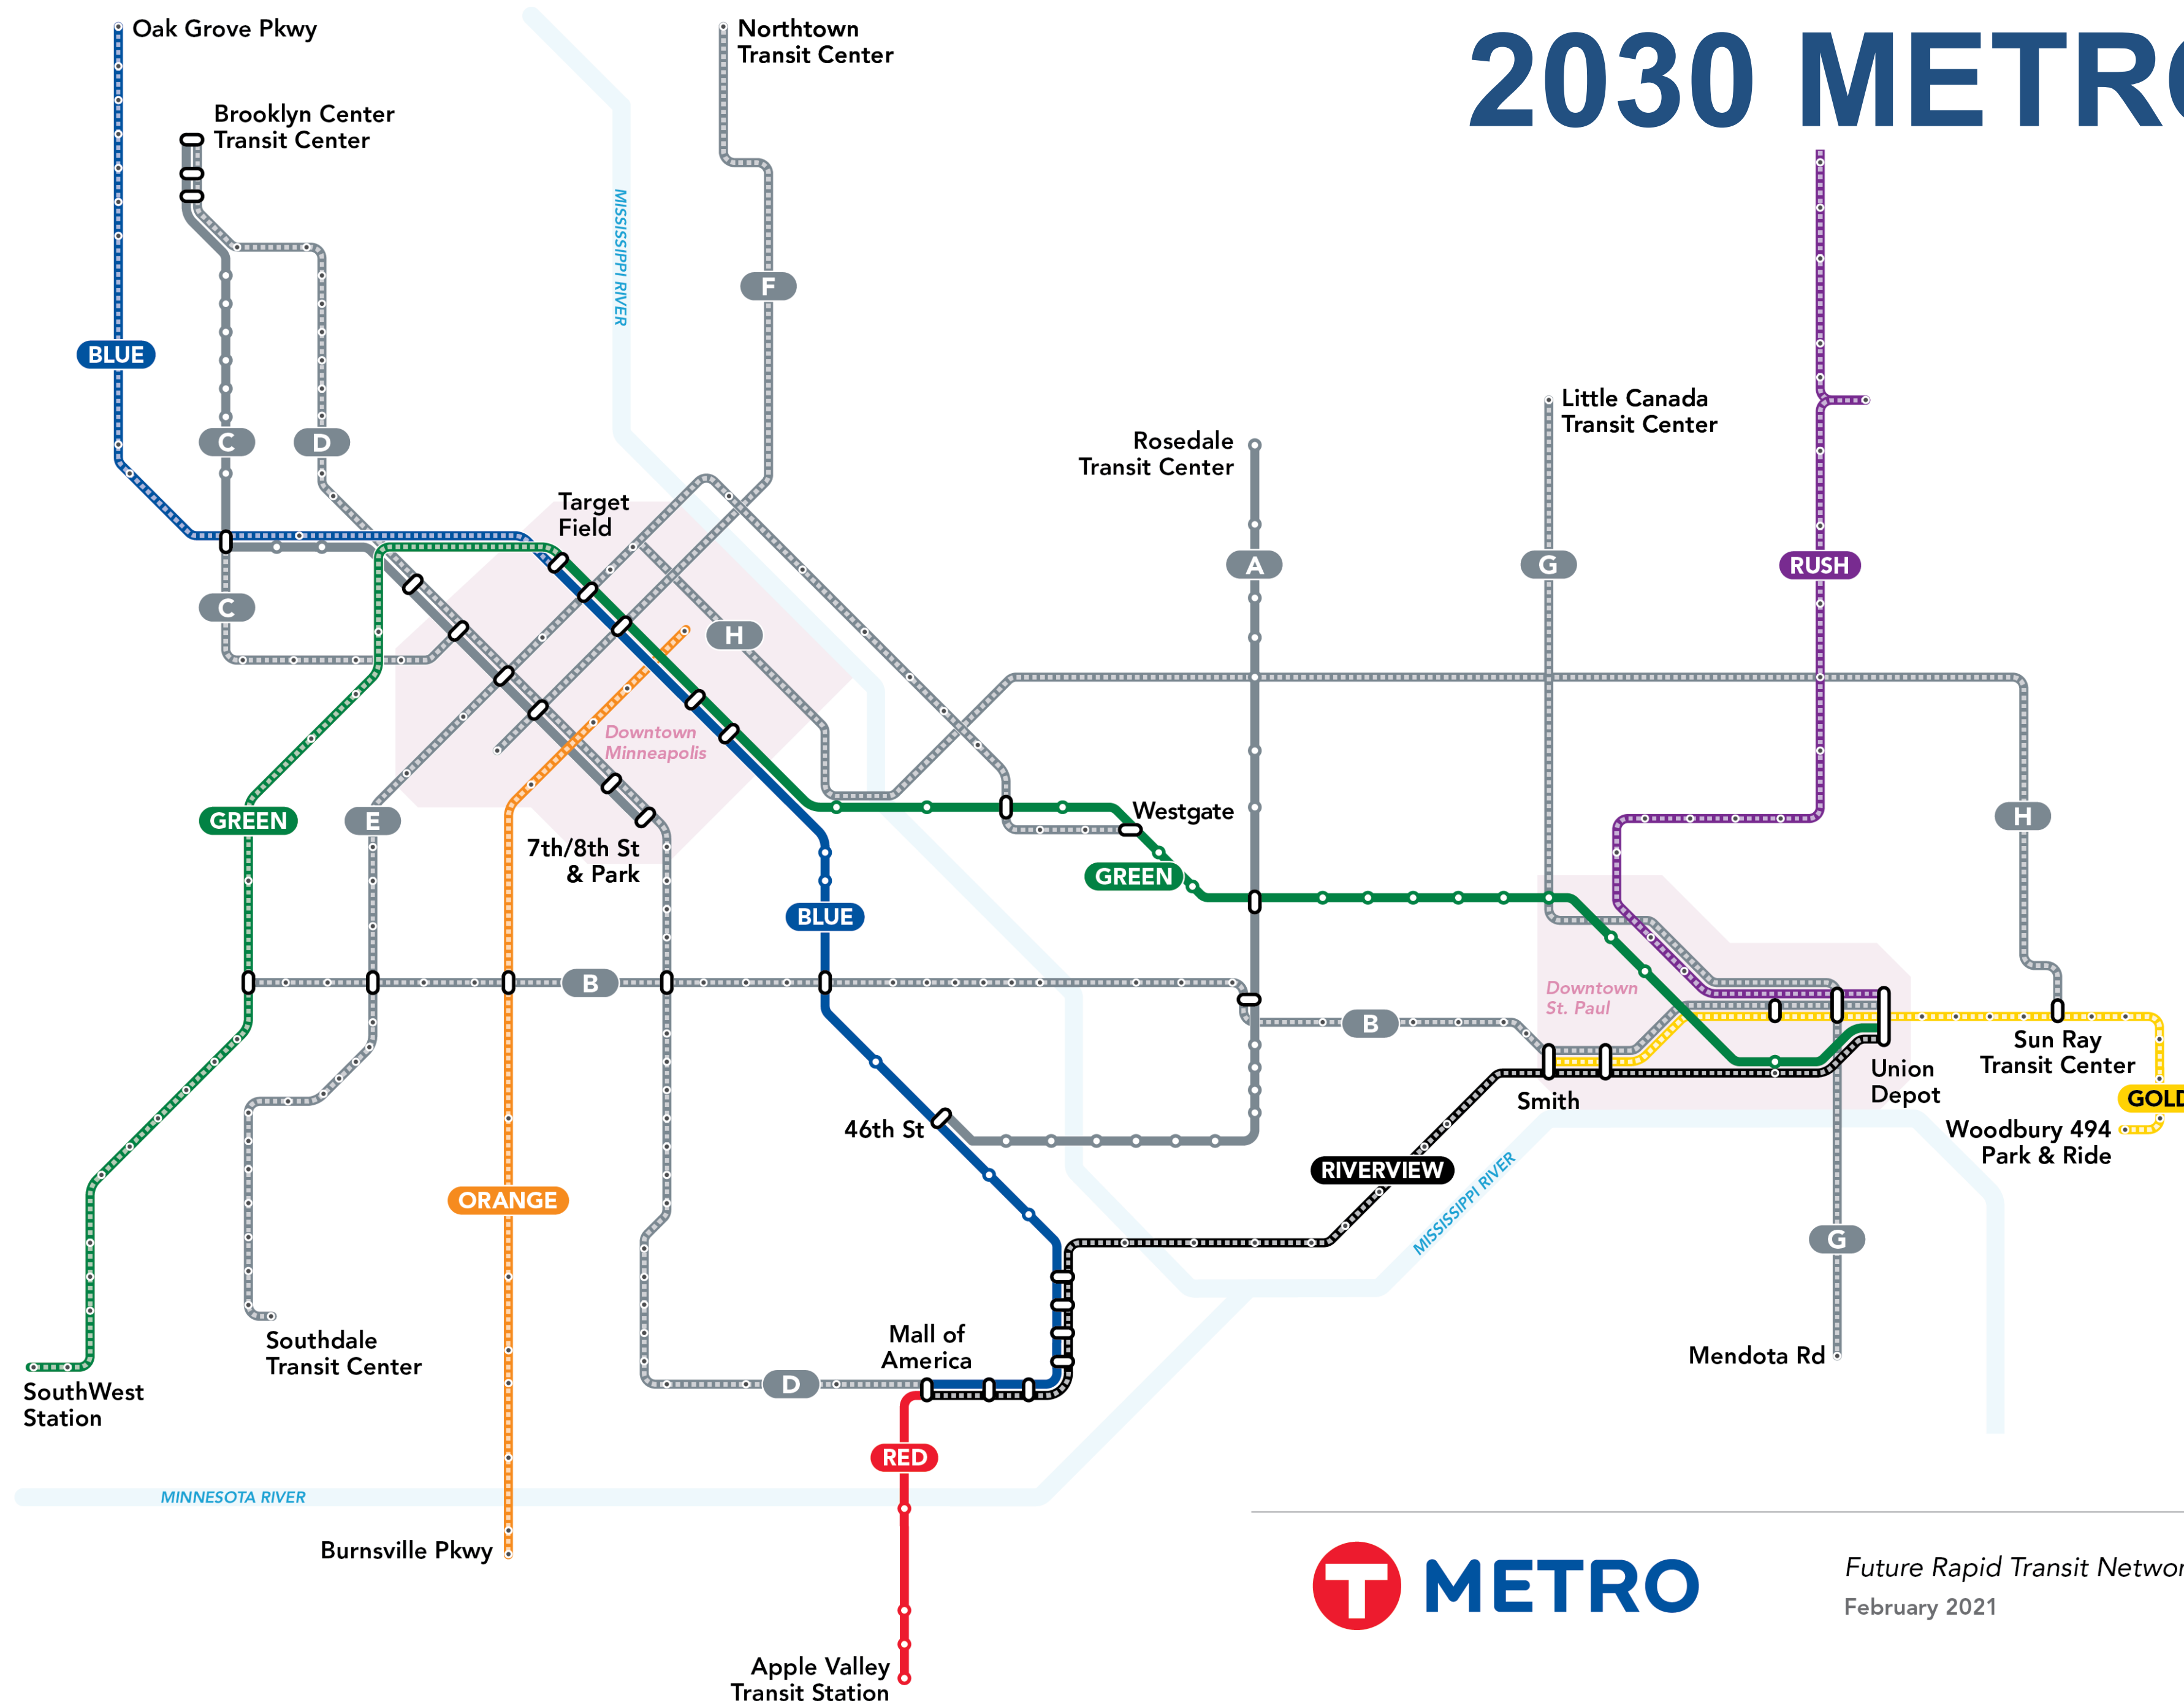 2030 METRO
Oak Grove Pkwy
Northtown
Transit Center
Brooklyn Center
Transit Center
MISSISSIPPI RIVER
F
BLUE
Little Canada
Transit Center
C
D
Rosedale
Transit Center
Target
Field
A
G
RUSH
C
H
Downtown
Minneapolis
Westgate
GREEN
E
H
7th/8th St
& Park
GREEN
BLUE
B
Downtown
St. Paul
B
Sun Ray
Transit Center
Union
Depot
Smith
GOLD
46th St
Woodbury 494
Park & Ride
RIVERVIEW
MISSISSIPPI RIVER
ORANGE
G
Southdale
Transit Center
Mall of
America
Mendota Rd
SouthWest
Station
D
RED
MINNESOTA RIVER
Burnsville Pkwy
T METRO
Future Rapid Transit Networ
February 2021
Apple Valley
Transit Station